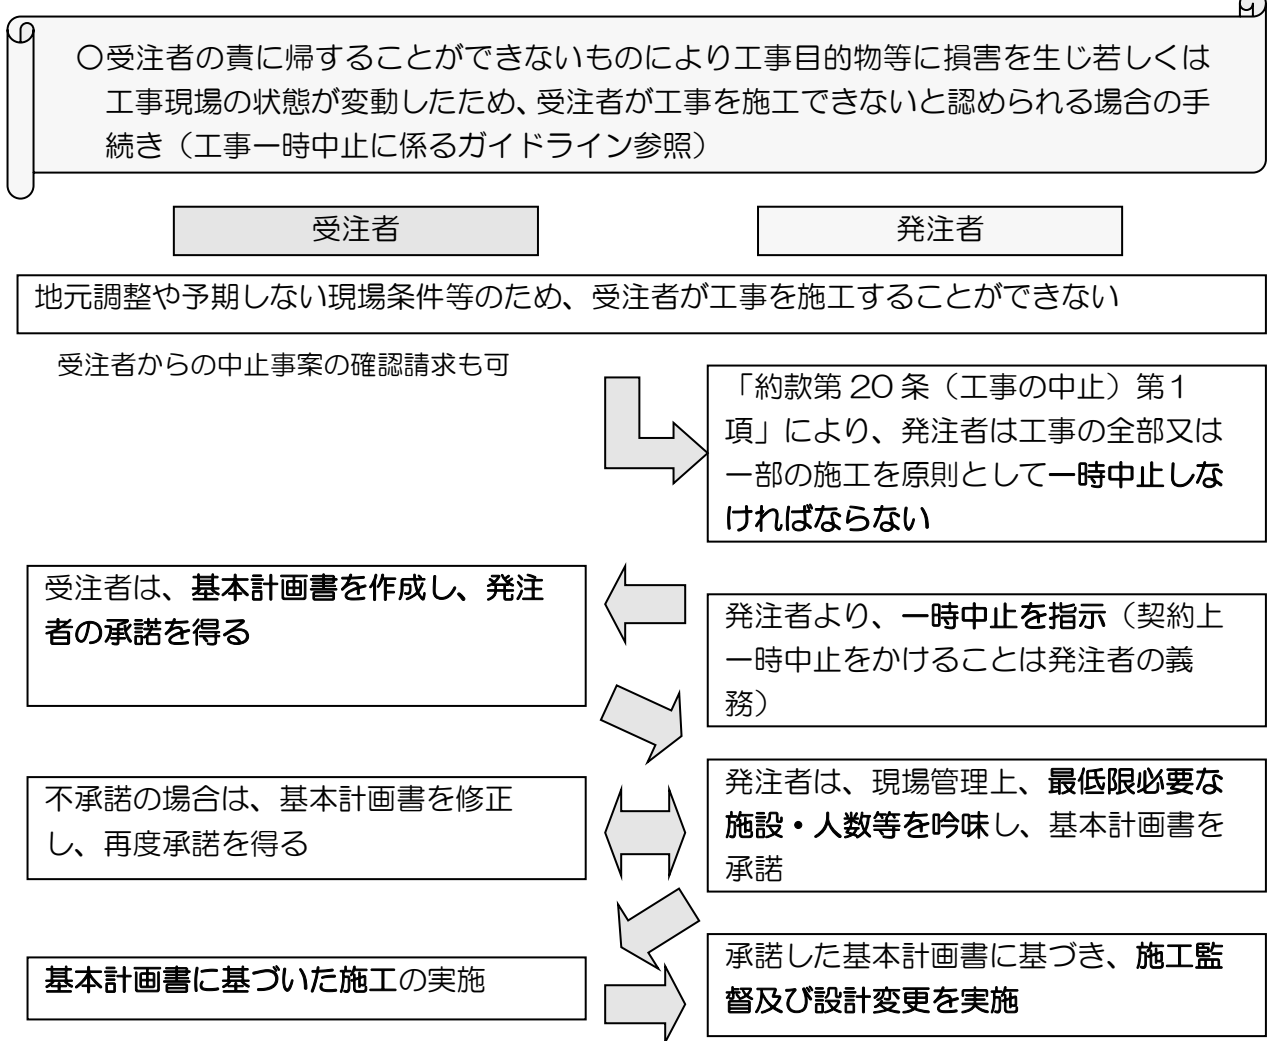 〇受注者の責に帰することができないものにより工事目的物等に損害を生じ若しくは
工事現場の状態が変動したため、受注者が工事を施工できないと認められる場合の手
続き（工事一時中止に係るガイドライン参照）
受注者
発注者
地元調整や予期しない現場条件等のため、受注者が工事を施工することができない
受注者からの中止事案の確認請求も可
「約款第 20 条（工事の中止）第１
項」により、発注者は工事の全部又は
一部の施工を原則として一時中止しな
ければならない
発注者より、一時中止を指示（契約上
一時中止をかけることは発注者の義
務）
受注者は、基本計画書を作成し、発注
者の承諾を得る
発注者は、現場管理上、最低限必要な
施設・人数等を吟味し、基本計画書を
承諾
不承諾の場合は、基本計画書を修正
し、再度承諾を得る
基本計画書に基づいた施工の実施
承諾した基本計画書に基づき、施工監
督及び設計変更を実施